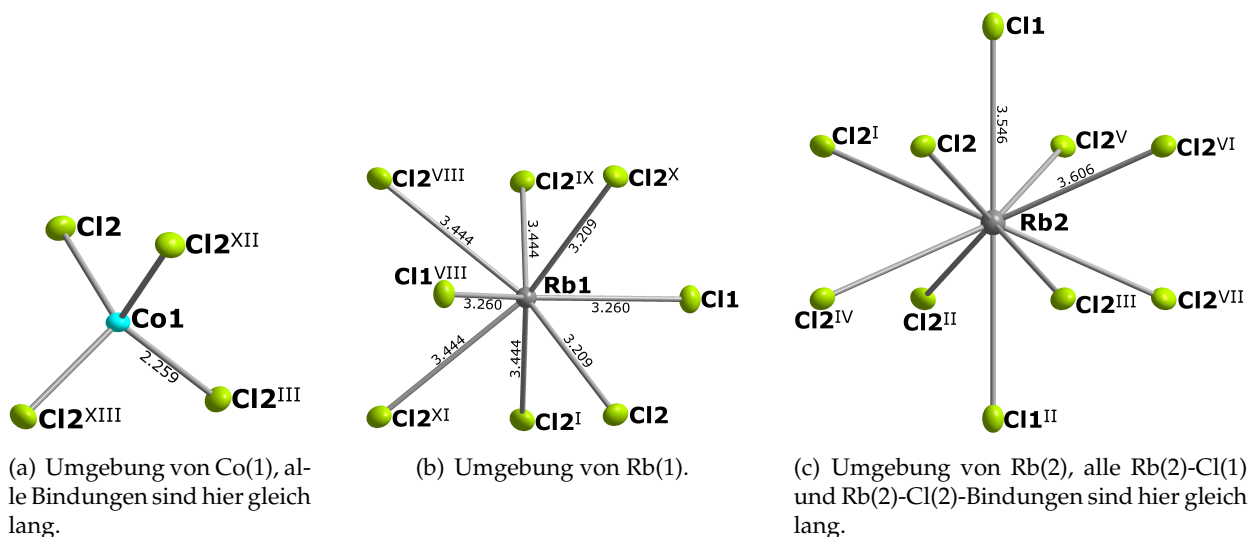 Cl2
Cl2XII
Co1
2.259
Cl2III
Cl2XIII
(a) Umgebung von Co(1), al-
le Bindungen sind hier gleich
lang.
Cl2VIII
Cl2IX
Cl2X
3.444
3.444
3.209
Cl1VIII
Rb1
3.260
3.260
Cl1
3.444
3.444
3.209
Cl2XI
Cl2I
Cl2
(b) Umgebung von Rb(1).
Cl1
3.546
Cl2I
Cl2
Cl2V
Cl2VI
3.606
Rb2
Cl2IV
Cl2II
Cl2III
Cl2VII
Cl1II
(c) Umgebung von Rb(2), alle Rb(2)-Cl(1)
und Rb(2)-Cl(2)-Bindungen sind hier gleich
lang.